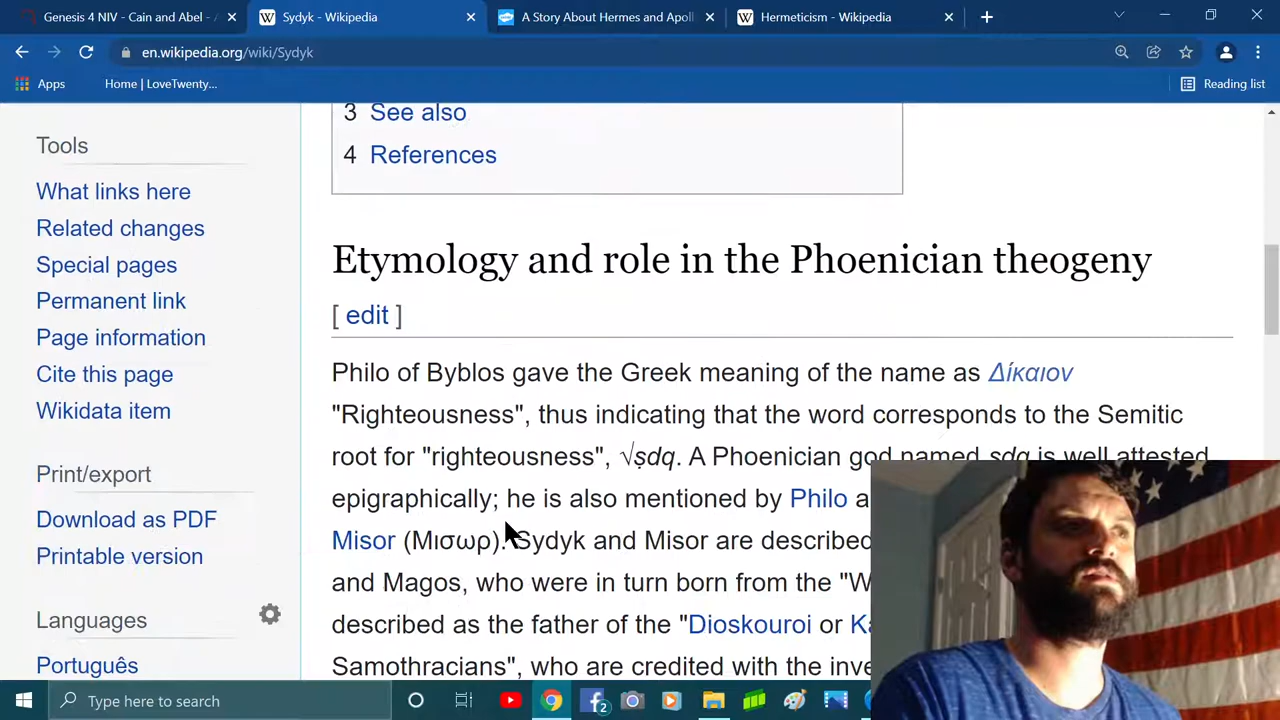 Genesis 4 NIV - Cain and Abel -
Sydyk - Wikipedia
A Story About Hermes and Apoll
Hermeticism - Wikipedia
en.wikipedia.org/wiki/Sydyk
Apps
Home | LoveTwenty...
Reading list
Tools
What links here
Related changes
Special pages
Permanent link
Page information
Cite this page
Wikidata item
Print/export
Download as PDF
Printable version
Languages
Português
3 See also
4 References
Etymology and role in the Phoenician theogeny
[ edit ]
Philo of Byblos gave the Greek meaning of the name as Δίκαιον
"Righteousness", thus indicating that the word corresponds to the Semitic
root for "righteousness", √ṣdq. A Phoenician god named ṣdq is well attested
epigraphically; he is also mentioned by Philo
Misor (Μισωρ). Sydyk and Misor are described
and Magos, who were in turn born from the "W
described as the father of the "Dioskouroi or Ka
Samothracians", who are credited with the inve
Type here to search
2